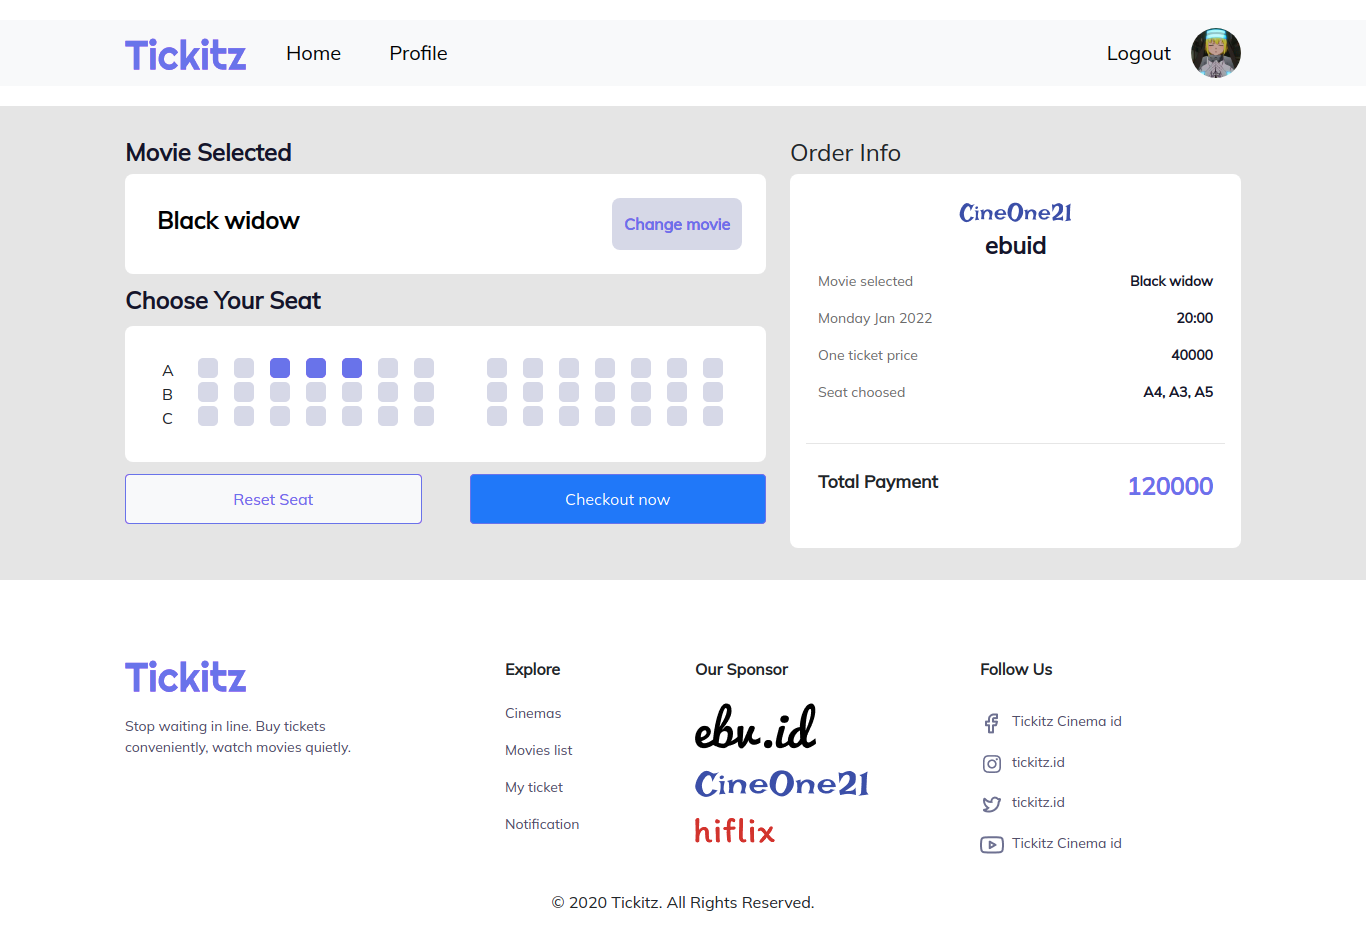 Tickitz
Home
Profile
Logout
Movie Selected
Black widow
Change movie
Choose Your Seat
A
B
C
Reset Seat
Checkout now
Order Info
CineOne21
ebuid
Movie selected
Black widow
Monday Jan 2022
20:00
One ticket price
40000
Seat choosed
A4, A3, A5
Total Payment
120000
Tickitz
Stop waiting in line. Buy tickets
conveniently, watch movies quietly.
Explore
Cinemas
Movies list
My ticket
Notification
Our Sponsor
ebv.id
CineOne21
hiflix
Follow Us
Tickitz Cinema id
tickitz.id
tickitz.id
Tickitz Cinema id
© 2020 Tickitz. All Rights Reserved.